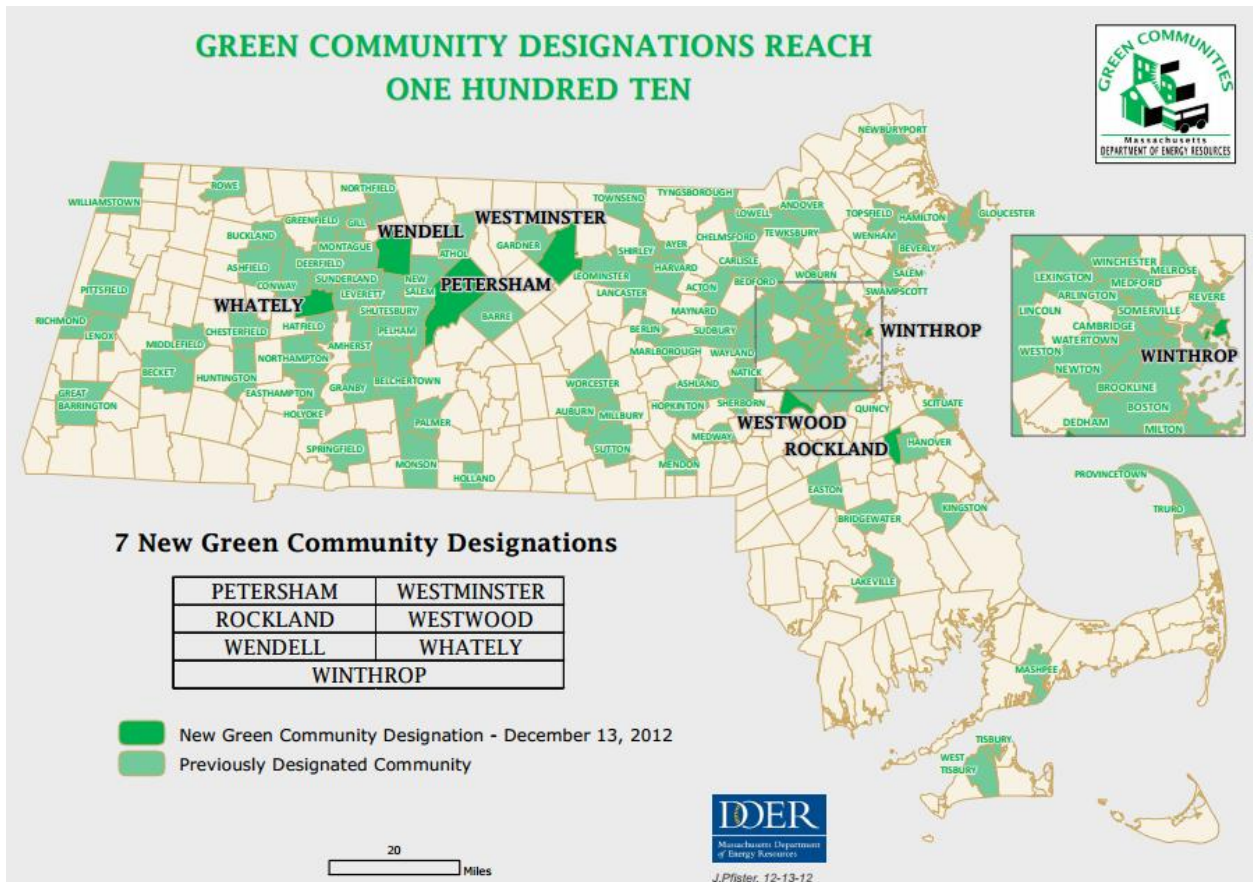 GREEN COMMUNITY DESIGNATIONS REACH
ONE HUNDRED TEN
GREEN COMMUNITIES
Massachusetts
DEPARTMENT OF ENERGY RESOURCES
NEWBURYPORT
ROWE
NORTHFIELD
WILLIAMSTOWN
TOWNSEND
TYNGSBOROUGH
LOWELL
ANDOVER
TOPSFIELD
HAMILTON
GLOUCESTER
GREENFIELD
GILL
WENDELL
WESTMINSTER
BUCKLAND
MONTAGUE
ATHOL
GARDNER
SHIRLEY
AYER
CHELMSFORD
TEWKSBURY
WENHAM
BEVERLY
ASHFIELD
DEERFIELD
SUNDERLAND
NEW
SALEM
PETERSHAM
LEOMINSTER
HARVARD
CARLISLE
BEDFORD
WOBURN
SALEM
SWAMPSCOTT
PITTSFIELD
CONWAY
WHATELY
LEVERETT
SHUTESBURY
BARRE
LANCASTER
ACTON
MAYNARD
RICHMOND
LENOX
CHESTERFIELD
HATFIELD
PELHAM
BERLIN
SUDBURY
WINTHROP
MIDDLEFIELD
NORTHAMPTON
AMHERST
MARLBOROUGH
WAYLAND
BECKET
HUNTINGTON
EASTHAMPTON
GRANBY
BELCHERTOWN
WORCESTER
ASHLAND
NATICK
GREAT
BARRINGTON
HOLYOKE
PALMER
AUBURN
MILLBURY
HOPKINTON
SHERBORN
WESTWOOD
QUINCY
SCITUATE
SPRINGFIELD
MONSON
HOLLAND
SUTTON
MEDWAY
MENDON
ROCKLAND
HANOVER
EASTON
BRIDGEWATER
KINGSTON
LAKEVILLE
PROVINCETOWN
TRURO
MASHPEE
TISBURY
WEST
TISBURY
WINCHESTER
LEXINGTON
MEDFORD
MELROSE
ARLINGTON
REVERE
LINCOLN
SOMERVILLE
CAMBRIDGE
WATERTOWN
WESTON
WINTHROP
NEWTON
BROOKLINE
BOSTON
DEDHAM
MILTON
7 New Green Community Designations
PETERSHAM WESTMINSTER
ROCKLAND WESTWOOD
WENDELL WHATELY
WINTHROP
New Green Community Designation - December 13, 2012
Previously Designated Community
20
Miles
DOER
Massachusetts Department
of Energy Resources
J.Pfister, 12-13-12